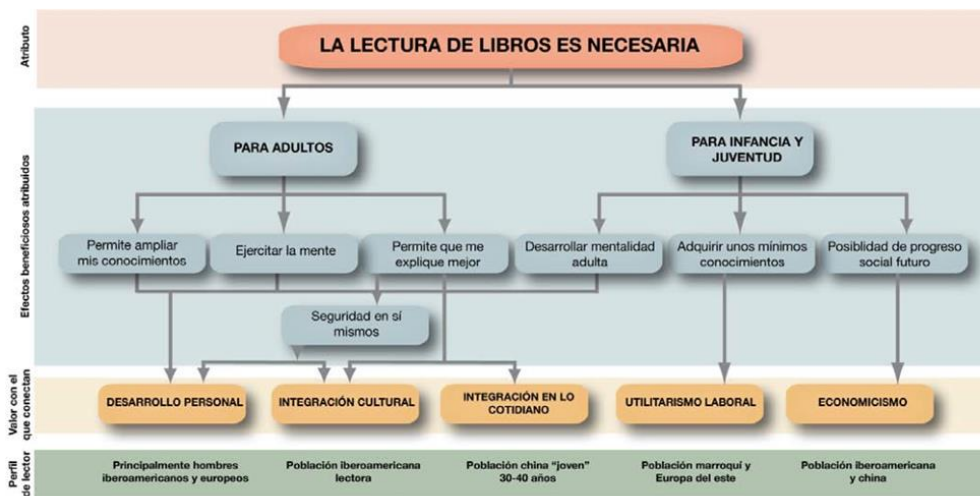 Atributo
LA LECTURA DE LIBROS ES NECESARIA
Efectos beneficiosos atribuidos
PARA ADULTOS
PARA INFANCIA Y
JUVENTUD
Permite ampliar
mis conocimientos
Ejercitar la mente
Permite que me
explique mejor
Desarrollar mentalidad
adulta
Adquirir unos mínimos
conocimientos
Posiblidad de progreso
social futuro
Seguridad en sí
mismos
Valor con el
que conectan
DESARROLLO PERSONAL
INTEGRACIÓN CULTURAL
INTEGRACIÓN EN LO
COTIDIANO
UTILITARISMO LABORAL
ECONOMICISMO
Perfil
de lector
Principalmente hombres
iberoamericanos y europeos
Población iberoamericana
lectora
Población china “joven”
30-40 años
Población marroquí y
Europa del este
Población iberoamericana
y china